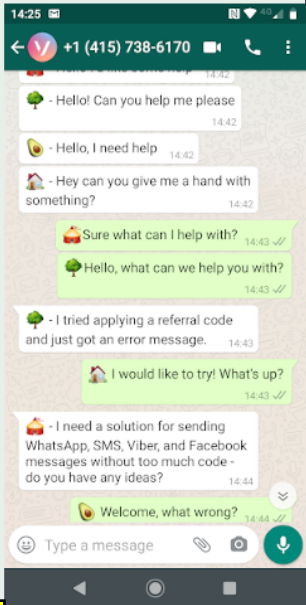 14:25
4G
+1 (415) 738-6170
14:42
- Hello! Can you help me please
14:42
- Hello, I need help 14:42
- Hey can you give me a hand with
something?
14:42
Sure what can I help with? 14:43
Hello, what can we help you with?
14:43
- I tried applying a referral code
and just got an error message. 14:43
I would like to try! What's up?
14:43
- I need a solution for sending
WhatsApp, SMS, Viber, and Facebook
messages without too much code -
do you have any ideas? 14:44
Welcome, what wrong? 14:44
Type a message